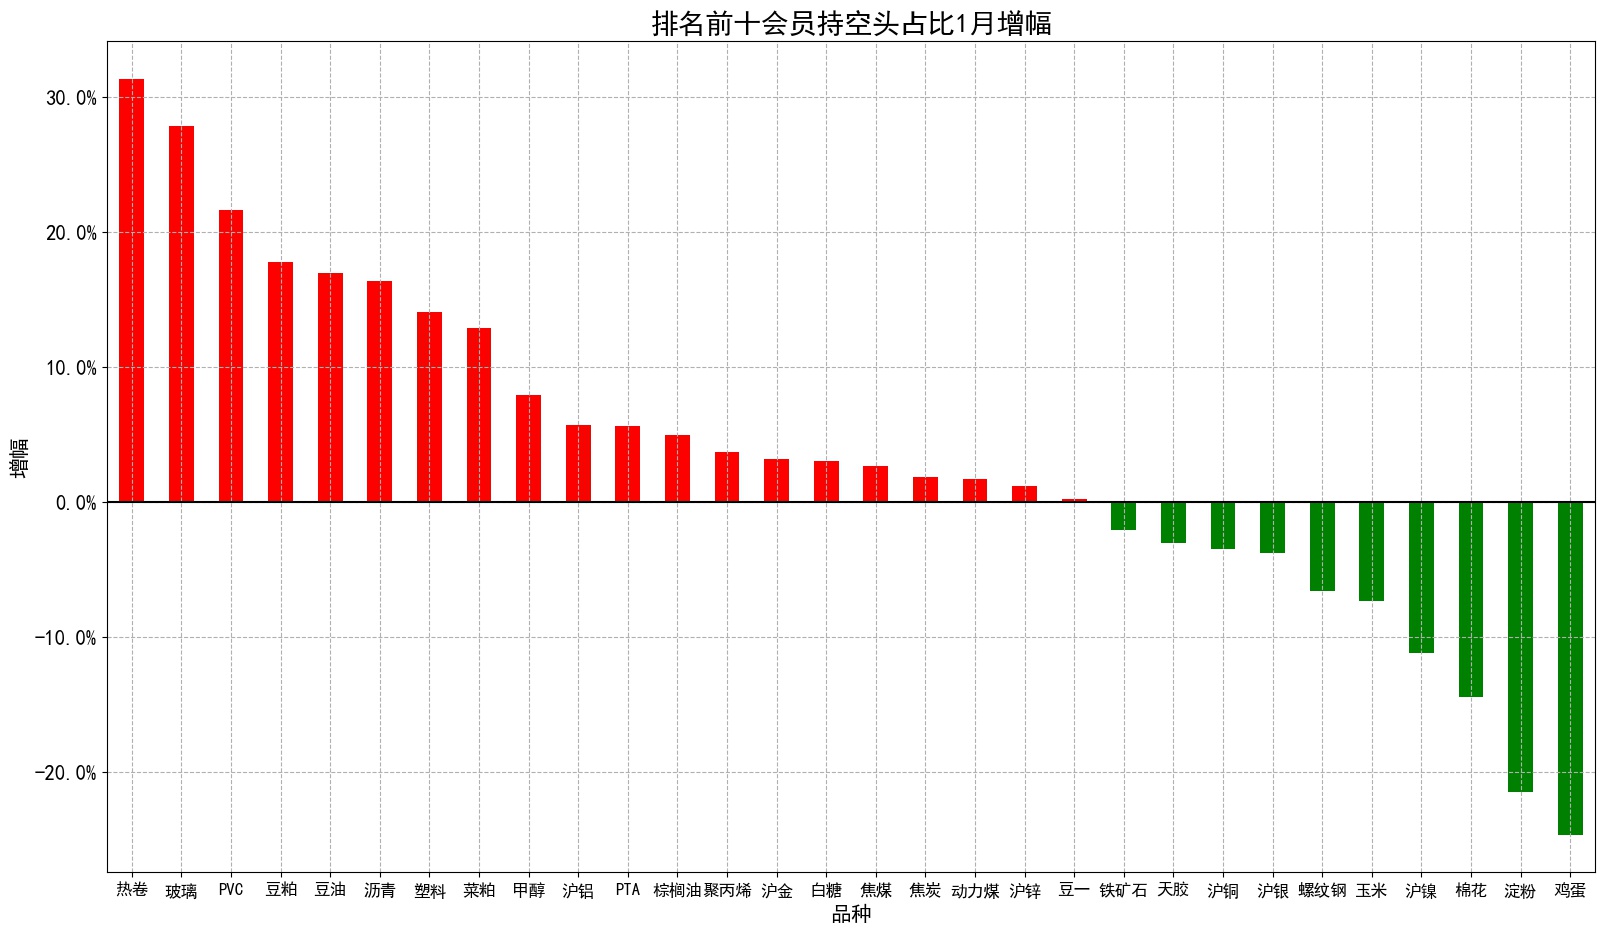 排名前十会员持空头占比1月增幅
30.0%
20.0%
10.0%
0.0%
-10.0%
-20.0%
增幅
热卷 玻璃 PVC 豆粕 豆油 沥青 塑料 菜粕 甲醇 沪铝 PTA 棕榈油 聚丙烯 沪金 白糖 焦煤 焦炭 动力煤 沪锌 豆一 铁矿石 天胶 沪铜 沪银 螺纹钢 玉米 沪镍 棉花 淀粉 鸡蛋
品种